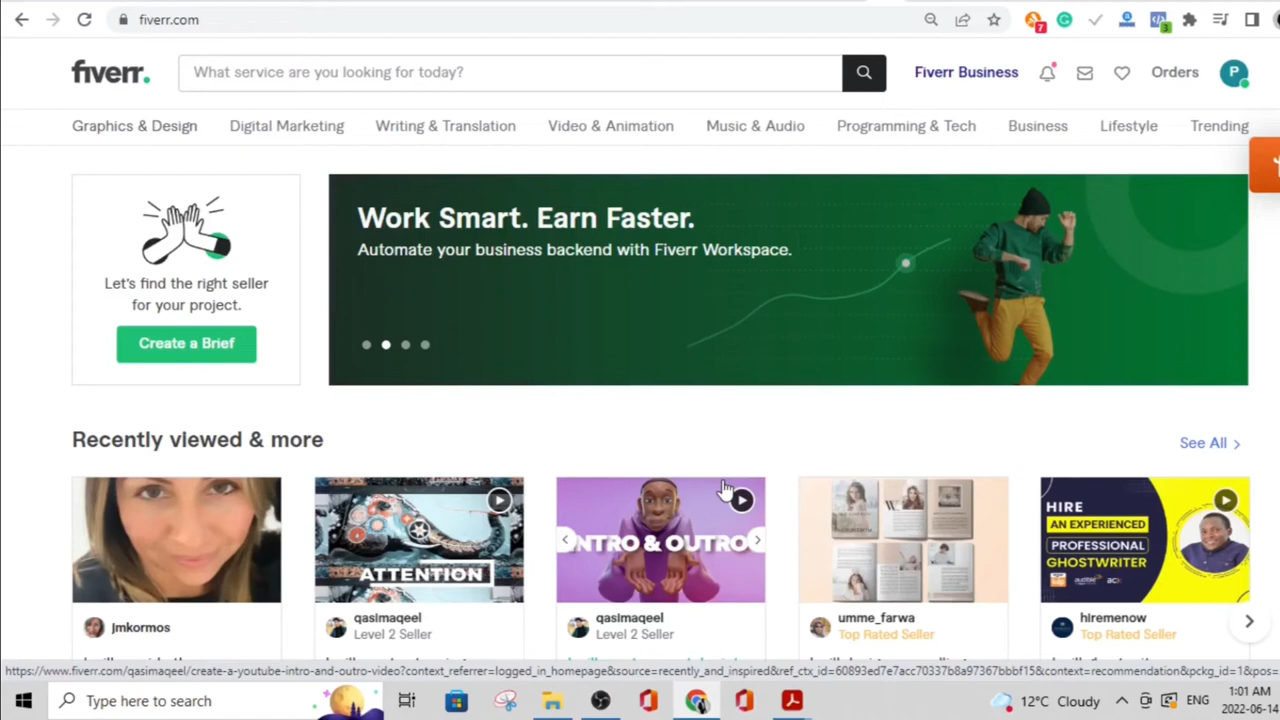 fiverr.com
7
3
fiverr.
What service are you looking for today?
Fiverr Business
Orders
P
Graphics & Design
Digital Marketing
Writing & Translation
Video & Animation
Music & Audio
Programming & Tech
Business
Lifestyle
Trending
Let's find the right seller
for your project.
Create a Brief
Work Smart. Earn Faster.
Automate your business backend with Fiverr Workspace.
Recently viewed & more
See All
ATTENTION
INTRO & OUTRO
HIRE
AN EXPERIENCED
PROFESSIONAL
GHOSTWRITER
jmkormos
qasimaqeel
Level 2 Seller
qasimaqeel
Level 2 Seller
umme_farwa
Top Rated Seller
hiremenow
Top Rated Seller
https://www.fiverr.com/qasimaqeel/create-a-youtube-intro-and-outro-video?context_referrer=logged_in_homepage&source=recently_and_inspired&ref_ctx_id=60893ed7e7acc70337b8a97367bbbf15&context=recommendation&pckg_id=1&pos=
Type here to search
12°C Cloudy
ENG
1:01 AM
2022-06-14